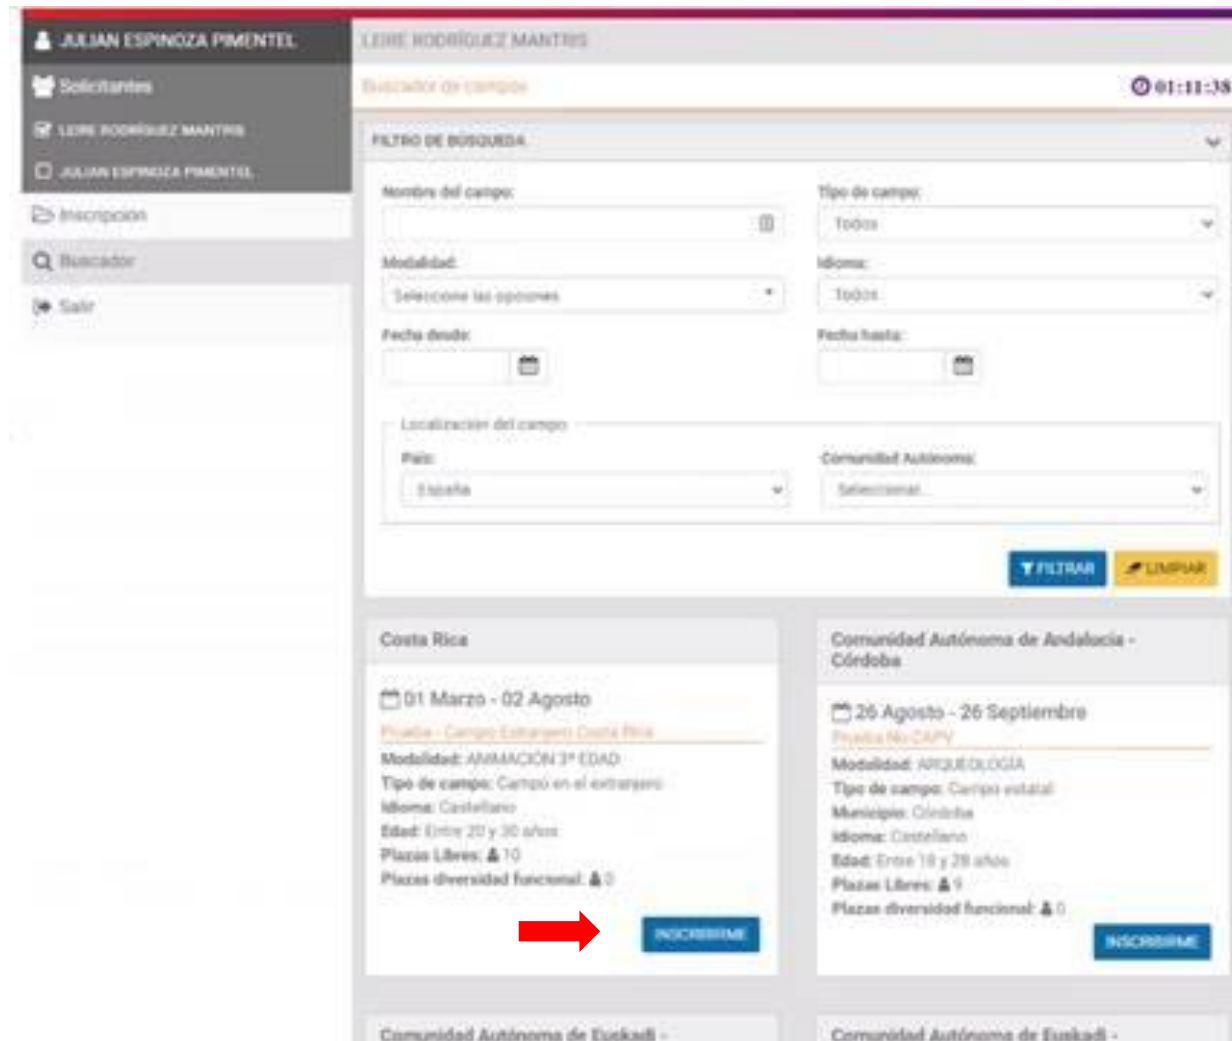 JULIAN ESPINOZA PIMENTEL
LEIRE RODRÍGUEZ MANTRIS
Solicitantes
Buscador de campos
01:11:38
LEIRE RODRÍGUEZ MANTRIS
JULIAN ESPINOZA PIMENTEL
Inscripción
Buscador
Salir
FILTRO DE BÚSQUEDA
Nombre del campo:
Tipo de campo:
Todos
Modalidad:
Idioma:
Seleccione las opciones
Todos
Fecha desde:
Fecha hasta:
Localización del campo
País:
Comunidad Autónoma:
España
Seleccionar...
FILTRAR
LIMPIAR
Costa Rica
01 Marzo - 02 Agosto
Prueba - Campo Extranjero Costa Rica
Modalidad: ANIMACIÓN 3ª EDAD
Tipo de campo: Campo en el extranjero
Idioma: Castellano
Edad: Entre 20 y 30 años
Plazas Libres: 10
Plazas diversidad funcional: 0
INSCRIBIRME
Comunidad Autónoma de Andalucía -
Córdoba
26 Agosto - 26 Septiembre
Prueba No CAPV
Modalidad: ARQUEOLOGÍA
Tipo de campo: Campo estatal
Municipio: Córdoba
Idioma: Castellano
Edad: Entre 18 y 28 años
Plazas Libres: 9
Plazas diversidad funcional: 0
INSCRIBIRME
Comunidad Autónoma de Euskadi -
Comunidad Autónoma de Euskadi -